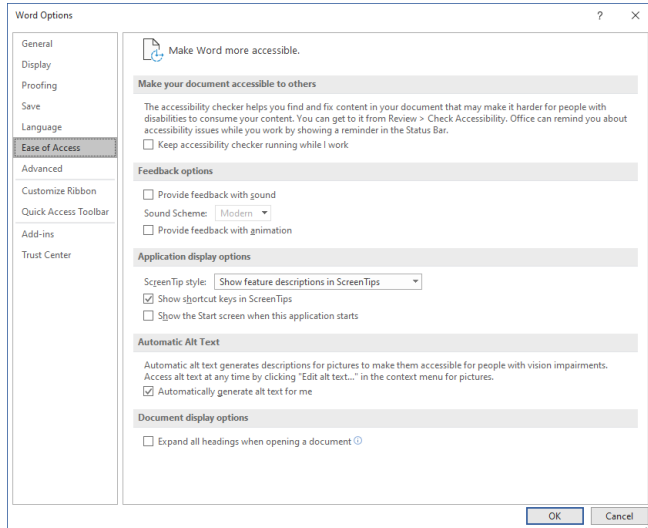 Word Options
?
General
Display
Proofing
Save
Language
Ease of Access
Advanced
Customize Ribbon
Quick Access Toolbar
Add-ins
Trust Center
Make Word more accessible.
Make your document accessible to others
The accessibility checker helps you find and fix content in your document that may make it harder for people with
disabilities to consume your content. You can get to it from Review > Check Accessibility. Office can remind you about
accessibility issues while you work by showing a reminder in the Status Bar.
Keep accessibility checker running while I work
Feedback options
Provide feedback with sound
Sound Scheme: Modern
Provide feedback with animation
Application display options
ScreenTip style: Show feature descriptions in ScreenTips
Show shortcut keys in ScreenTips
Show the Start screen when this application starts
Automatic Alt Text
Automatic alt text generates descriptions for pictures to make them accessible for people with vision impairments.
Access alt text at any time by clicking "Edit alt text..." in the context menu for pictures.
Automatically generate alt text for me
Document display options
Expand all headings when opening a document
OK Cancel